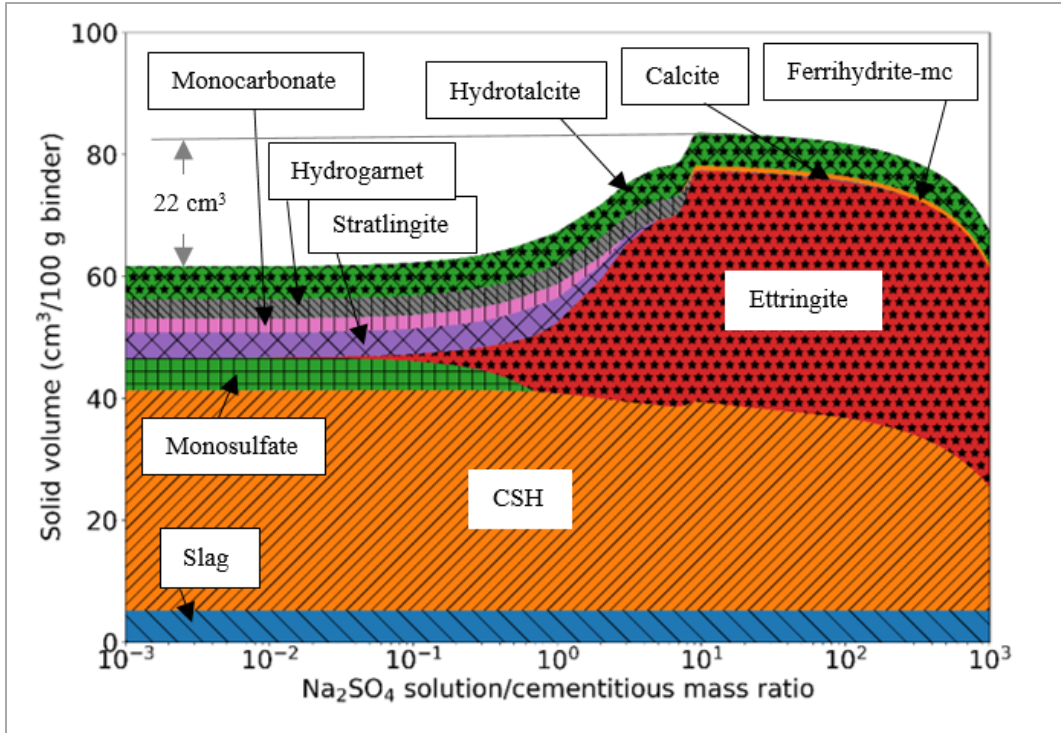 100
80
60
40
20
0
Solid volume (cm³/100 g binder)
Monocarbonate
Hydrotalcite
Calcite
Ferrihydrite-mc
Hydrogarnet
22 cm³
Stratlingite
Ettringite
Monosulfate
CSH
Slag
10⁻³ 10⁻² 10⁻¹ 10⁰ 10¹ 10² 10³
Na₂SO₄ solution/cementitious mass ratio